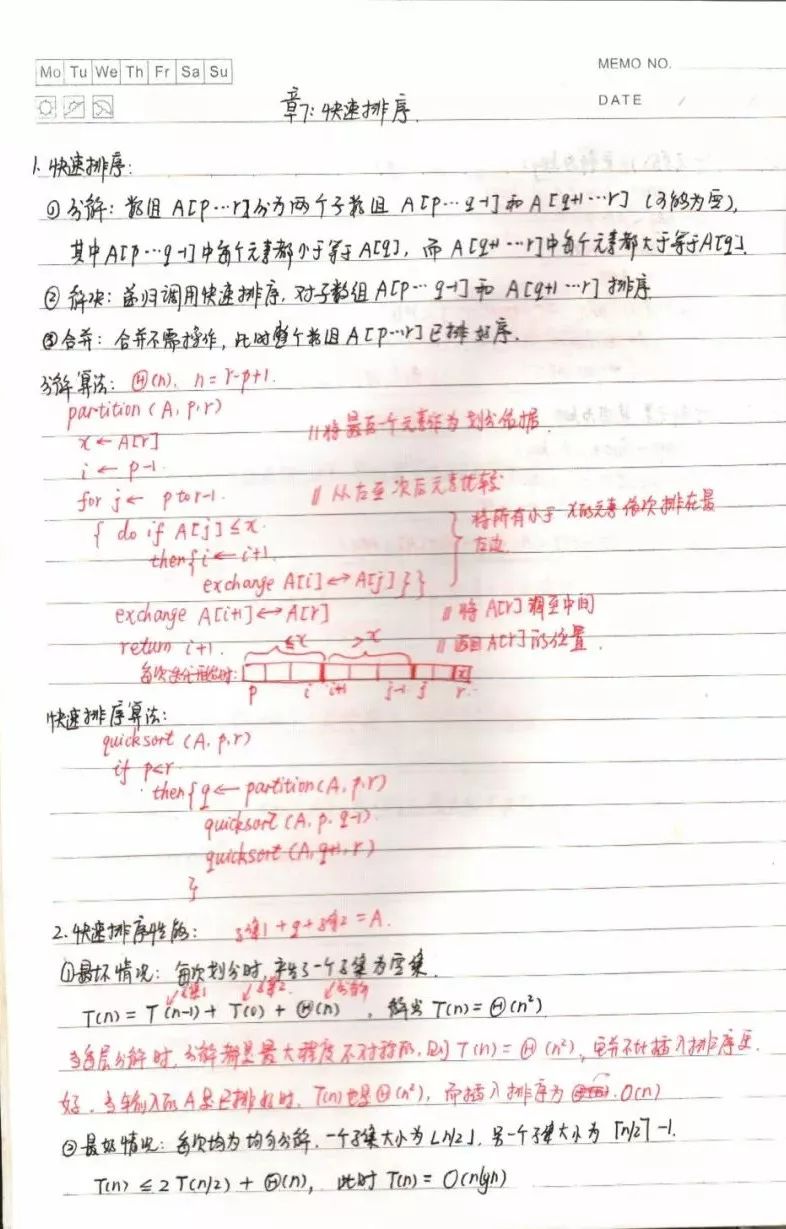 Mo Tu We Th Fr Sa Su
MEMO NO.
DATE /
章7: 快速排序.
1. 快速排序:
① 分解: 数组 A[p…r]分为两个子数组 A[p…q-1] 和 A[q+1…r] (可能为空),
其中A[p…q-1]中每个元素都小于等于A[q], 而 A[q+1…r]中每个元素都大于等于A[q].
② 解决: 递归调用快速排序, 对子数组A[p…q-1]和 A[q+1…r] 排序
③ 合并: 合并不需操作, 此时整个数组A[p…r]已排好序.
分解算法: Θ(n), n = r-p+1.
partition (A, p, r)
x ← A[r] //将最后一个元素作为划分依据
i ← p-1
for j ← p to r-1. // 从左至次后元素比较
{ do if A[j] ≤ x. 将所有小于 x的元素依次排在最
then{ i ← i+1 左边
exchange A[i] ↔ A[j] } }
exchange A[i+1] ↔ A[r] // 将 A[r] 调至中间
return i+1. // 返回A[r]的位置.
≤x >x
每次迭代开始时: x
p i i+1 j-1 j r
快速排序算法:
quicksort (A, p, r)
if p<r
then{ q ← partition(A, p, r)
quicksort (A, p, q-1)
quicksort (A, q+1, r)
}
2. 快速排序性能: 子集1 + q + 子集2 = A.
①最坏情况: 每次划分时, 产生了一个子集为空集.
子集1 子集2 分解
T(n) = T(n-1) + T(0) + Θ(n) , 解为 T(n) = Θ(n²)
当每层分解时, 分解都是最大程度不对称的, 则 T(n) = Θ(n²), 它并不比插入排序更
好. 当输入的A是已排好时, T(n)也是Θ(n²), 而插入排序为 O(n)
②最好情况: 每次均为均匀分解, 一个子集大小为⌊n/2⌋, 另一个子集大小为⌈n/2⌉-1.
T(n) ≤ 2T(n/2) + Θ(n), 此时 T(n) = O(nlgn)